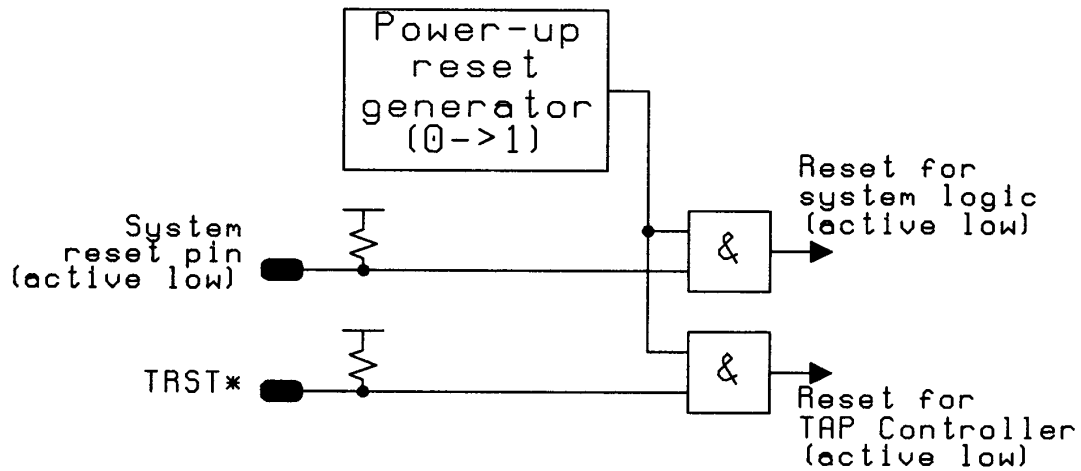 Power-up
reset
generator
(0->1)
System
reset pin
(active low)
&
Reset for
system logic
(active low)
TRST*
&
Reset for
TAP Controller
(active low)